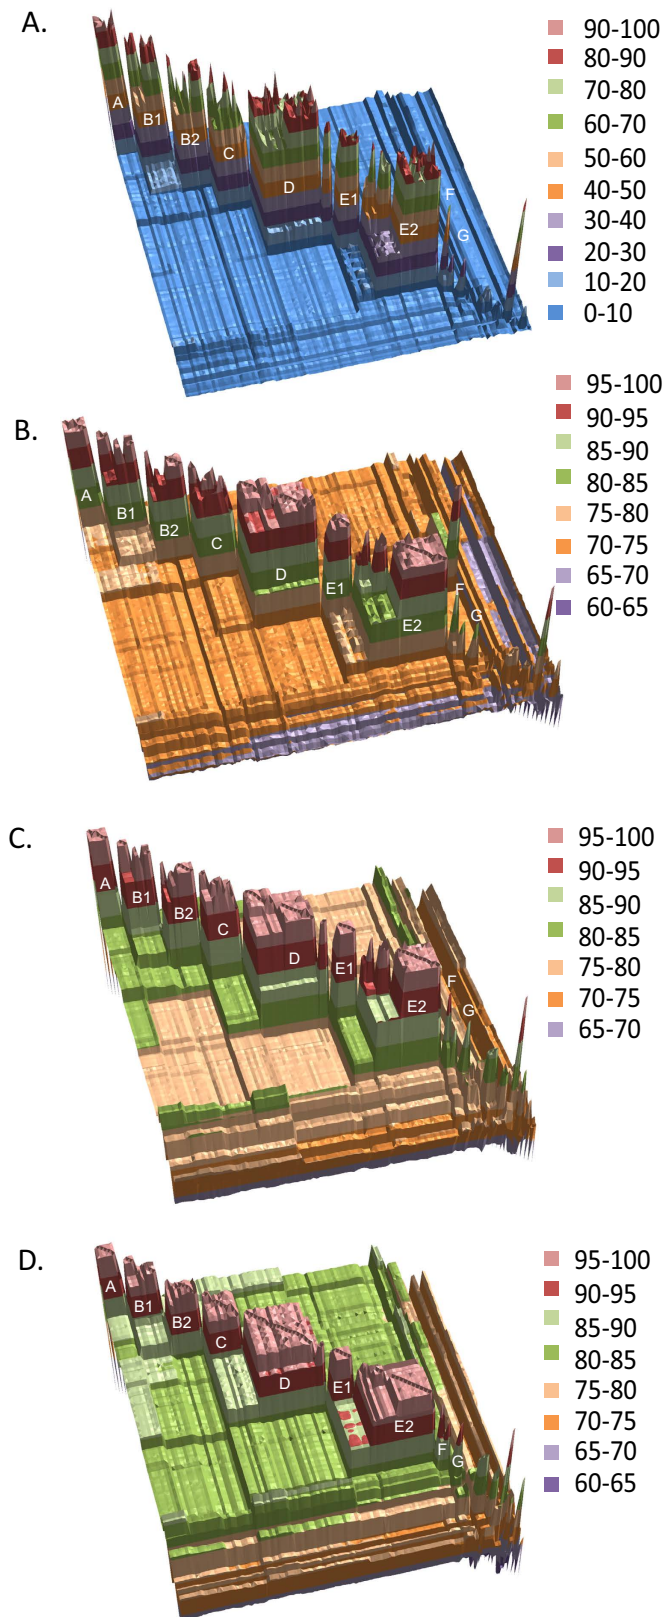 A.
90-100
80-90
70-80
60-70
50-60
40-50
30-40
20-30
10-20
0-10
A
B1
B2
C
D
E1
E2
F
G
B.
95-100
90-95
85-90
80-85
75-80
70-75
65-70
60-65
A
B1
B2
C
D
E1
E2
F
G
C.
95-100
90-95
85-90
80-85
75-80
70-75
65-70
A
B1
B2
C
D
E1
E2
F
G
D.
95-100
90-95
85-90
80-85
75-80
70-75
65-70
60-65
A
B1
B2
C
D
E1
E2
F
G